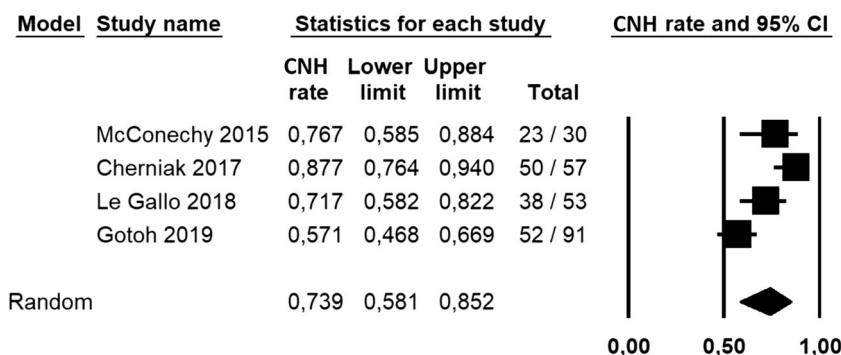 Model Study name Statistics for each study CNH rate and 95% CI
CNH Lower Upper
rate limit limit Total
McConechy 2015 0,767 0,585 0,884 23 / 30
Cherniak 2017 0,877 0,764 0,940 50 / 57
Le Gallo 2018 0,717 0,582 0,822 38 / 53
Gotoh 2019 0,571 0,468 0,669 52 / 91
Random 0,739 0,581 0,852
0,00 0,50 1,00